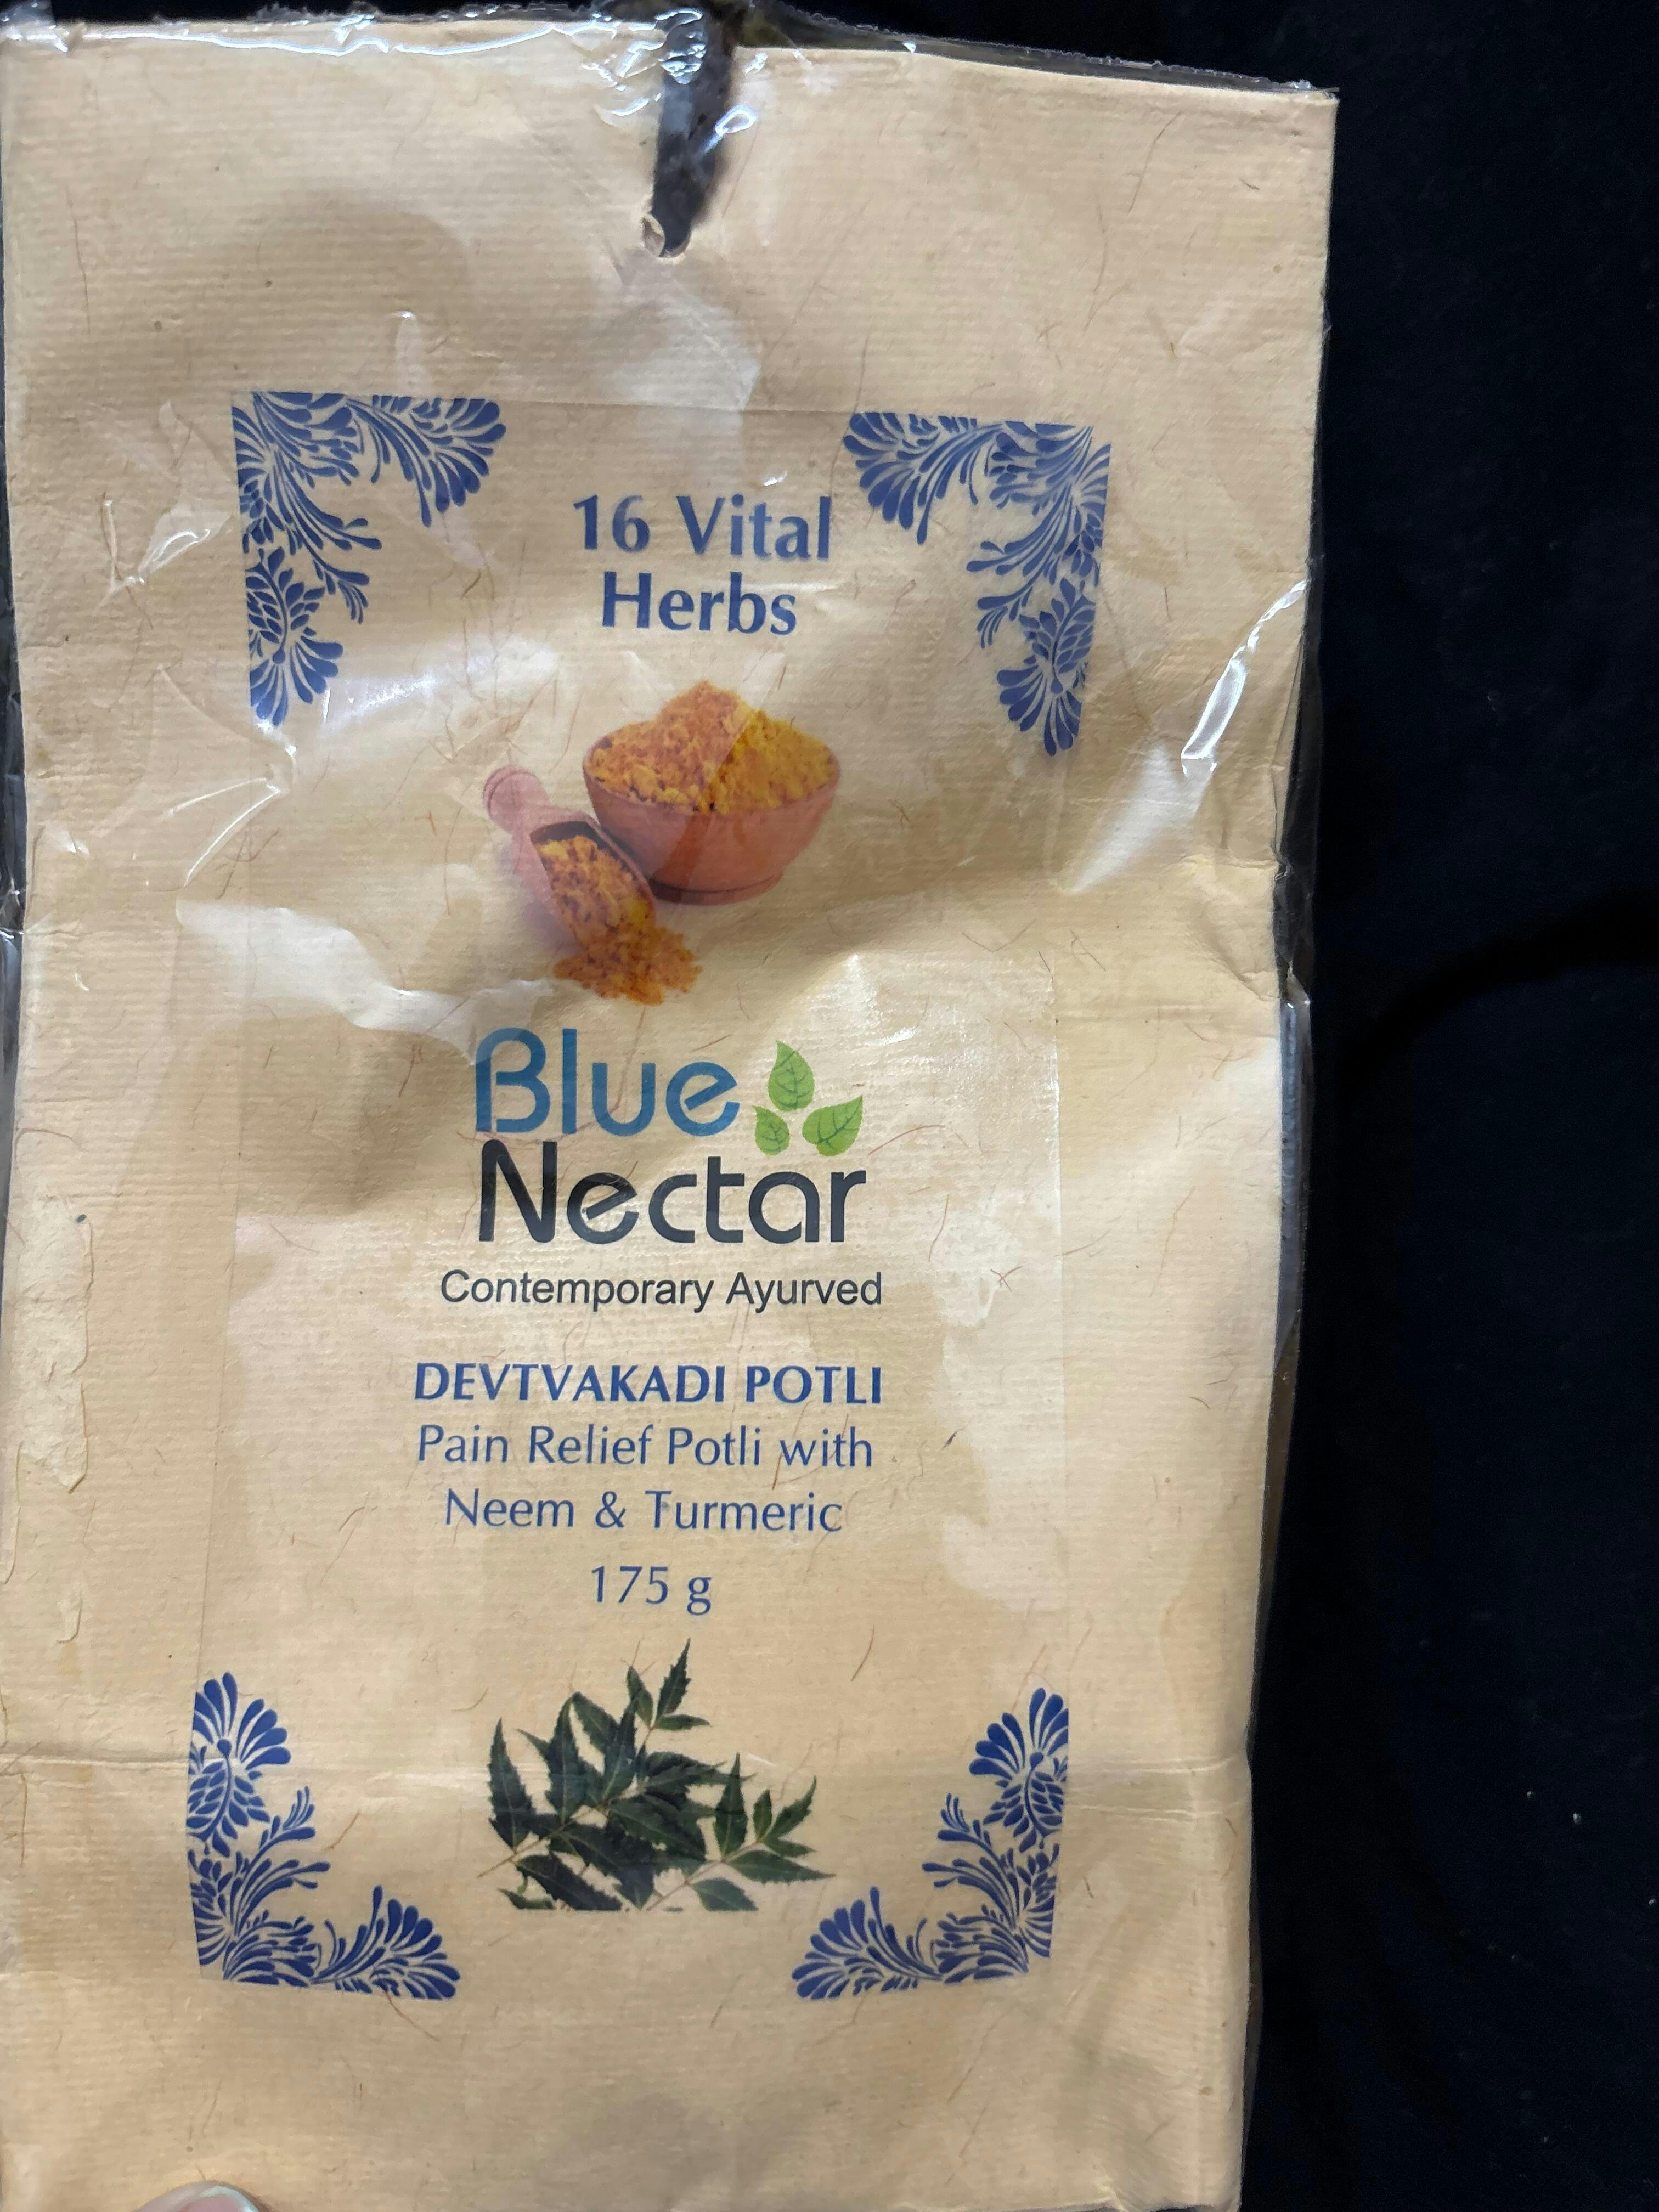 16 Vital
Herbs
Blue
Nectar
Contemporary Ayurved
DEVTVAKADI POTLI
Pain Relief Potli with
Neem & Turmeric
175 g